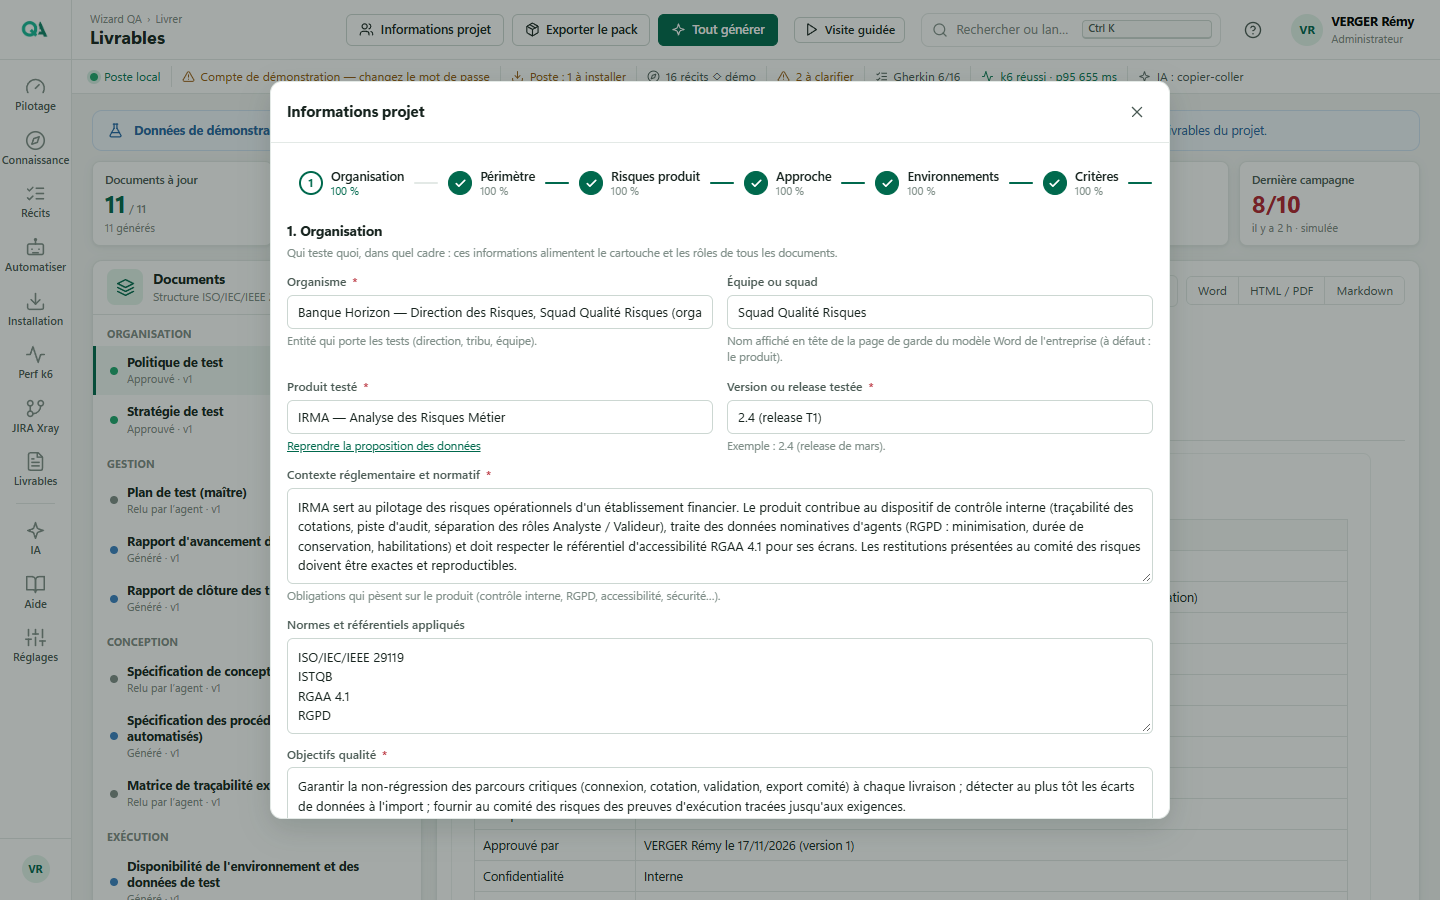 QA
Wizard QA › Livrer
Livrables
Informations projet
Exporter le pack
Tout générer
Visite guidée
Rechercher ou lan...
Ctrl K
VR
VERGER Rémy
Administrateur
Poste local
Compte de démonstration — changez le mot de passe
Poste : 1 à installer
16 récits ◇ démo
2 à clarifier
Gherkin 6/16
k6 réussi · p95 655 ms
IA : copier-coller
Pilotage
Connaissance
Récits
Automatiser
Installation
Perf k6
JIRA Xray
Livrables
IA
Aide
Réglages
VR
Données de démonstra
vrables du projet.
Documents à jour
11 / 11
11 générés
Dernière campagne
8/10
il y a 2 h · simulée
Documents
Structure ISO/IEC/IEEE
Word
HTML / PDF
Markdown
ORGANISATION
Politique de test
Approuvé · v1
Stratégie de test
Approuvé · v1
GESTION
Plan de test (maître)
Relu par l'agent · v1
Rapport d'avancement d
Généré · v1
Rapport de clôture des t
Généré · v1
CONCEPTION
Spécification de concept
Relu par l'agent · v1
Spécification des procéd
automatisés)
Généré · v1
Matrice de traçabilité ex
Relu par l'agent · v1
EXÉCUTION
Disponibilité de l'environnement et des
données de test
Généré · v1
Informations projet
1
Organisation
100 %
Périmètre
100 %
Risques produit
100 %
Approche
100 %
Environnements
100 %
Critères
100 %
1. Organisation
Qui teste quoi, dans quel cadre : ces informations alimentent le cartouche et les rôles de tous les documents.
Organisme *
Banque Horizon — Direction des Risques, Squad Qualité Risques (orga
Entité qui porte les tests (direction, tribu, équipe).
Équipe ou squad
Squad Qualité Risques
Nom affiché en tête de la page de garde du modèle Word de l'entreprise (à défaut :
le produit).
Produit testé *
IRMA — Analyse des Risques Métier
Reprendre la proposition des données
Version ou release testée *
2.4 (release T1)
Exemple : 2.4 (release de mars).
Contexte réglementaire et normatif *
IRMA sert au pilotage des risques opérationnels d'un établissement financier. Le produit contribue au dispositif de contrôle interne (traçabilité des
cotations, piste d'audit, séparation des rôles Analyste / Valideur), traite des données nominatives d'agents (RGPD : minimisation, durée de
conservation, habilitations) et doit respecter le référentiel d'accessibilité RGAA 4.1 pour ses écrans. Les restitutions présentées au comité des risques
doivent être exactes et reproductibles.
Obligations qui pèsent sur le produit (contrôle interne, RGPD, accessibilité, sécurité...).
Normes et référentiels appliqués
ISO/IEC/IEEE 29119
ISTQB
RGAA 4.1
RGPD
Objectifs qualité *
Garantir la non-régression des parcours critiques (connexion, cotation, validation, export comité) à chaque livraison ; détecter au plus tôt les écarts
de données à l'import ; fournir au comité des risques des preuves d'exécution tracées jusqu'aux exigences.
ation)
Approuvé par
VERGER Rémy le 17/11/2026 (version 1)
Confidentialité
Interne